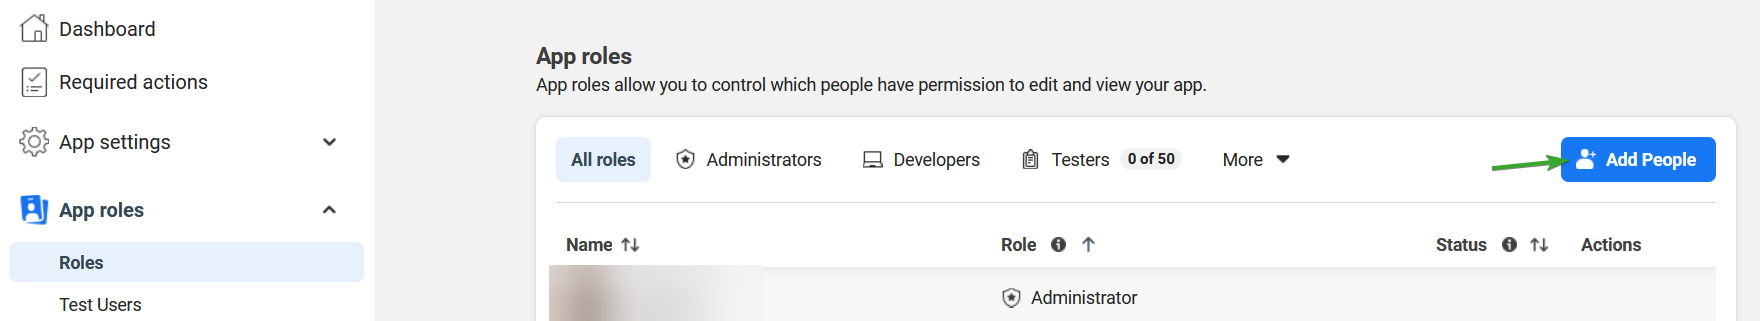 Dashboard
Required actions
App settings
App roles
Roles
Test Users
App roles
App roles allow you to control which people have permission to edit and view your app.
All roles Administrators Developers Testers 0 of 50 More Add People
Name Role Status Actions
Administrator